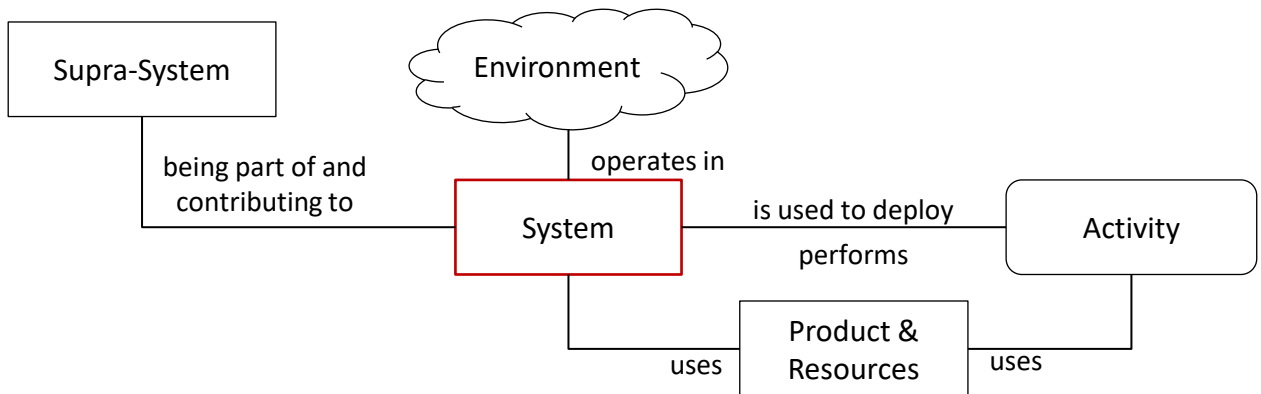 Supra-System
Environment
being part of and
contributing to
operates in
System
is used to deploy
performs
Activity
Product &
Resources
uses
uses